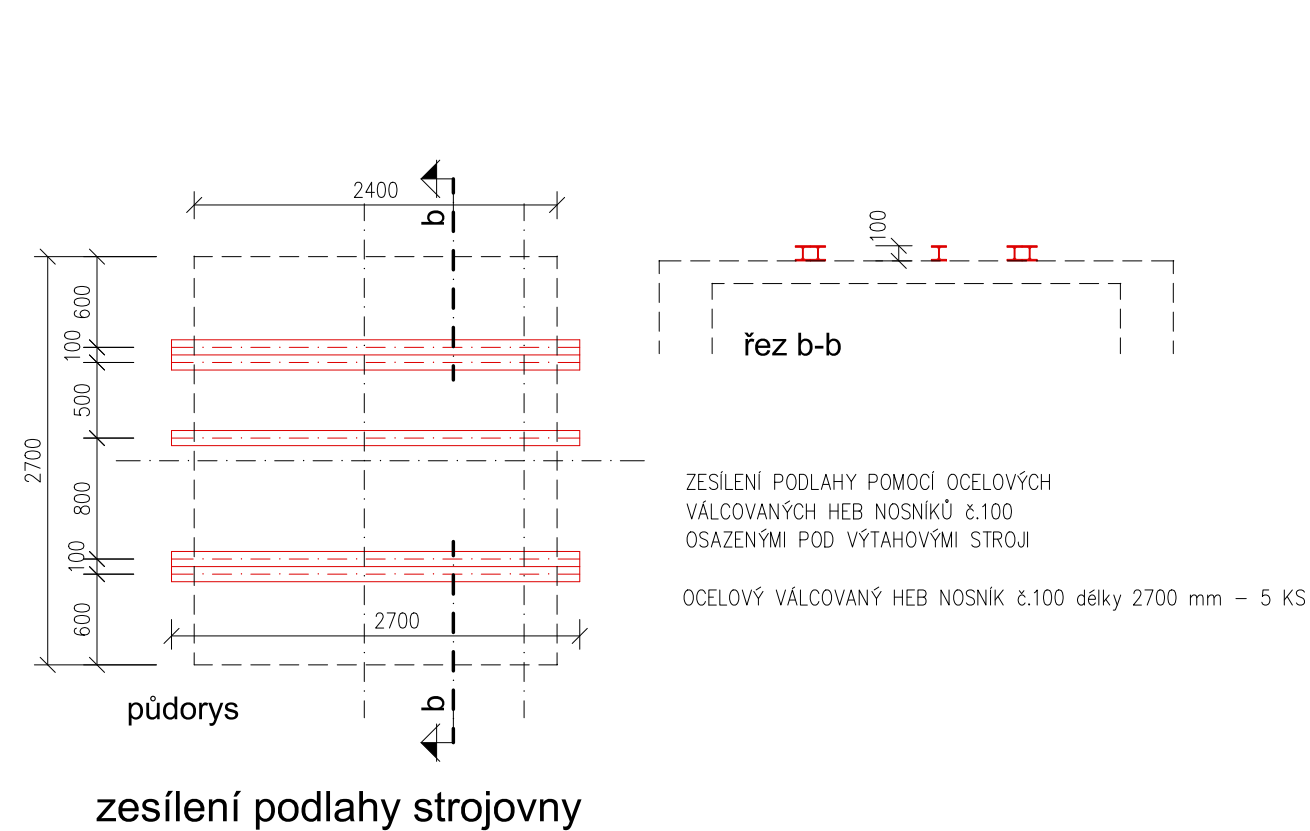 2400
b
600
100
500
2700
800
100
600
2700
b
půdorys
zesílení podlahy strojovny
100
řez b-b
ZESÍLENÍ PODLAHY POMOCÍ OCELOVÝCH
VÁLCOVANÝCH HEB NOSNÍKŮ č.100
OSAZENÝMI POD VÝTAHOVÝMI STROJI
OCELOVÝ VÁLCOVANÝ HEB NOSNÍK č.100 délky 2700 mm – 5 KS